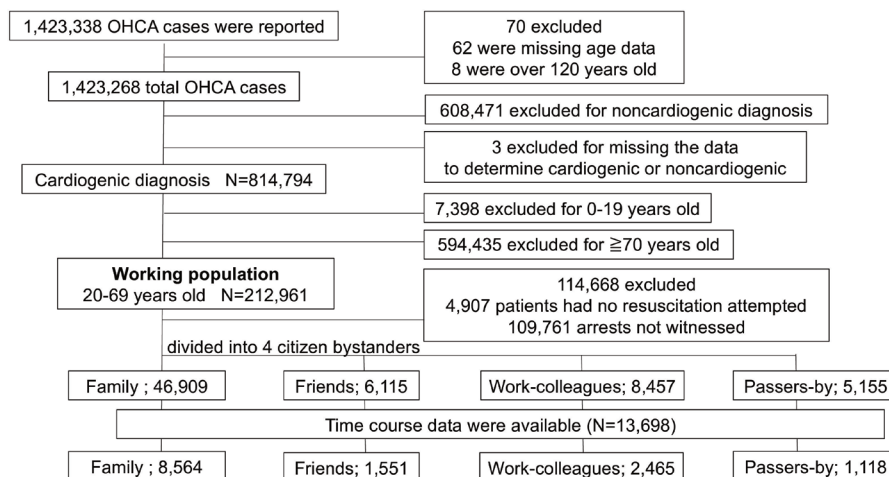 1,423,338 OHCA cases were reported
70 excluded
62 were missing age data
8 were over 120 years old
1,423,268 total OHCA cases
608,471 excluded for noncardiogenic diagnosis
3 excluded for missing the data
to determine cardiogenic or noncardiogenic
Cardiogenic diagnosis N=814,794
7,398 excluded for 0-19 years old
594,435 excluded for ≧70 years old
Working population
20-69 years old N=212,961
114,668 excluded
4,907 patients had no resuscitation attempted
109,761 arrests not witnessed
divided into 4 citizen bystanders
Family ; 46,909
Friends; 6,115
Work-colleagues; 8,457
Passers-by; 5,155
Time course data were available (N=13,698)
Family ; 8,564
Friends; 1,551
Work-colleagues; 2,465
Passers-by; 1,118